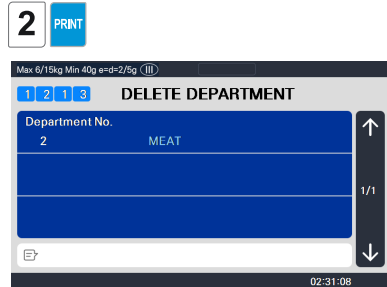 2 PRINT
Max 6/15kg Min 40g e=d=2/5g III
1 2 1 3 DELETE DEPARTMENT
Department No.
2 MEAT
1/1
02:31:08